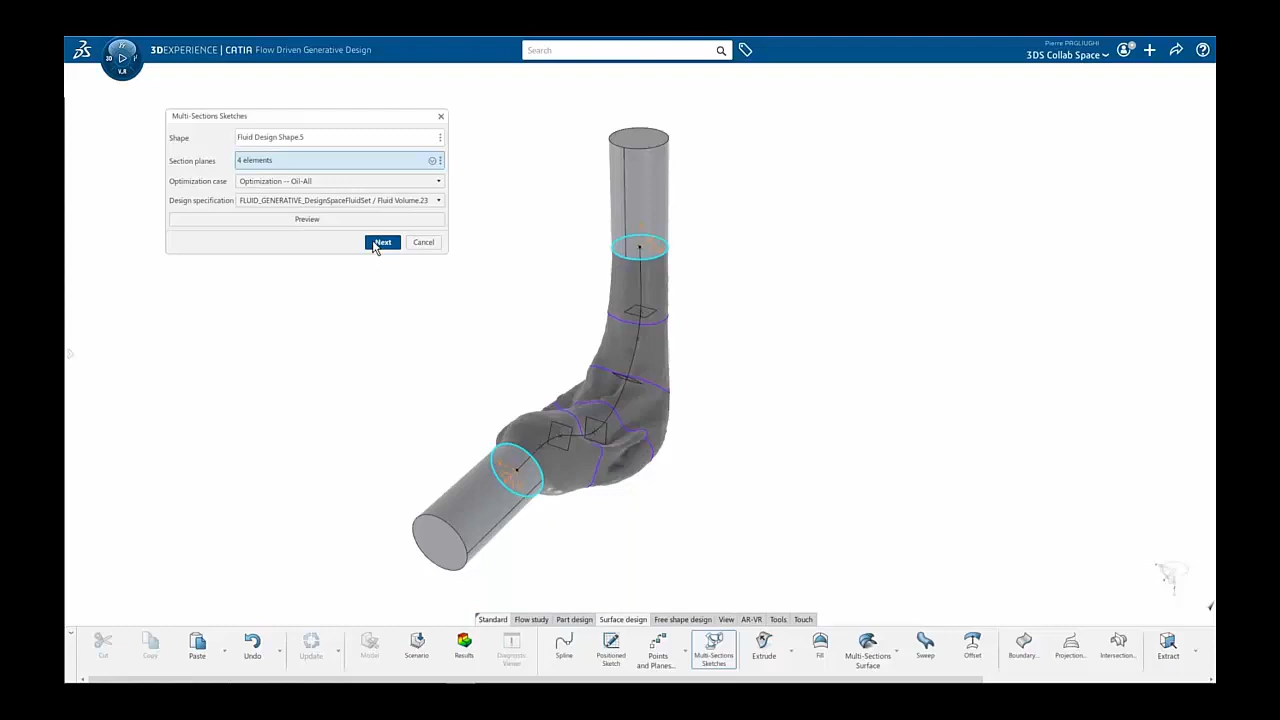 3DEXPERIENCE | CATIA Flow Driven Generative Design
Search
Pierre PAGLIUGHI
3DS Collab Space
3D
V.R
Multi-Sections Sketches
Shape
Fluid Design Shape.5
Section planes
4 elements
Optimization case
Optimization -- Oil-All
Design specification
FLUID_GENERATIVE_DesignSpaceFluidSet / Fluid Volume.23
Preview
Next
Cancel
Standard
Flow study
Part design
Surface design
Free shape design
View
AR-VR
Tools
Touch
Cut
Copy
Paste
Undo
Update
Model
Scenario
Results
Diagnosis
Viewer
Spline
Positioned
Sketch
Points
and Planes...
Multi-Sections
Sketches
Extrude
Fill
Multi-Sections
Surface
Sweep
Offset
Boundary...
Projection...
Intersection...
Extract